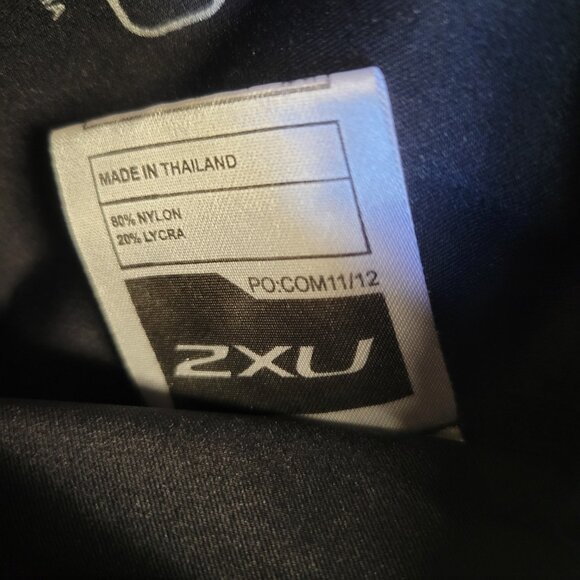 MADE IN THAILAND
80% NYLON
20% LYCRA
PO:COM11/12
2XU